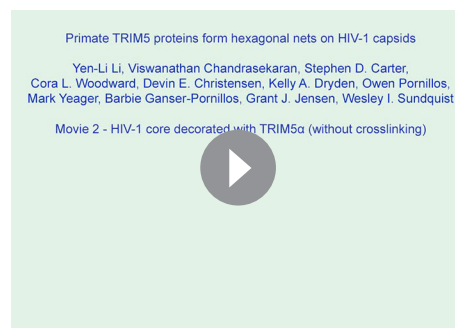 Primate TRIM5 proteins form hexagonal nets on HIV-1 capsids
Yen-Li Li, Viswanathan Chandrasekaran, Stephen D. Carter,
Cora L. Woodward, Devin E. Christensen, Kelly A. Dryden, Owen Pornillos,
Mark Yeager, Barbie Ganser-Pornillos, Grant J. Jensen, Wesley I. Sundquist
Movie 2 - HIV-1 core decorated with TRIM5α (without crosslinking)